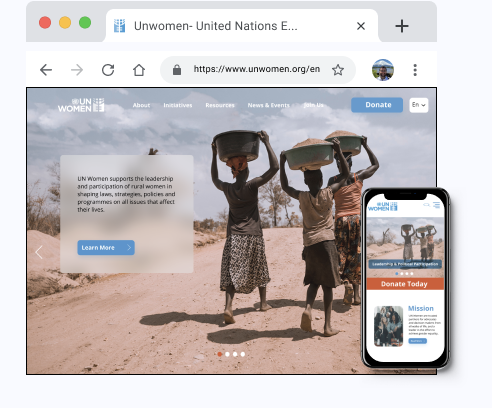 Unwomen- United Nations E...
https://www.unwomen.org/en
UN
WOMEN
About Initiatives Resources News & Events Join Us
Donate
En
UN Women supports the leadership
and participation of rural women in
shaping laws, strategies, policies and
programmes on all issues that affect
their lives.
Learn More
UN
WOMEN
Leadership & Political Participation
Donate Today
Mission